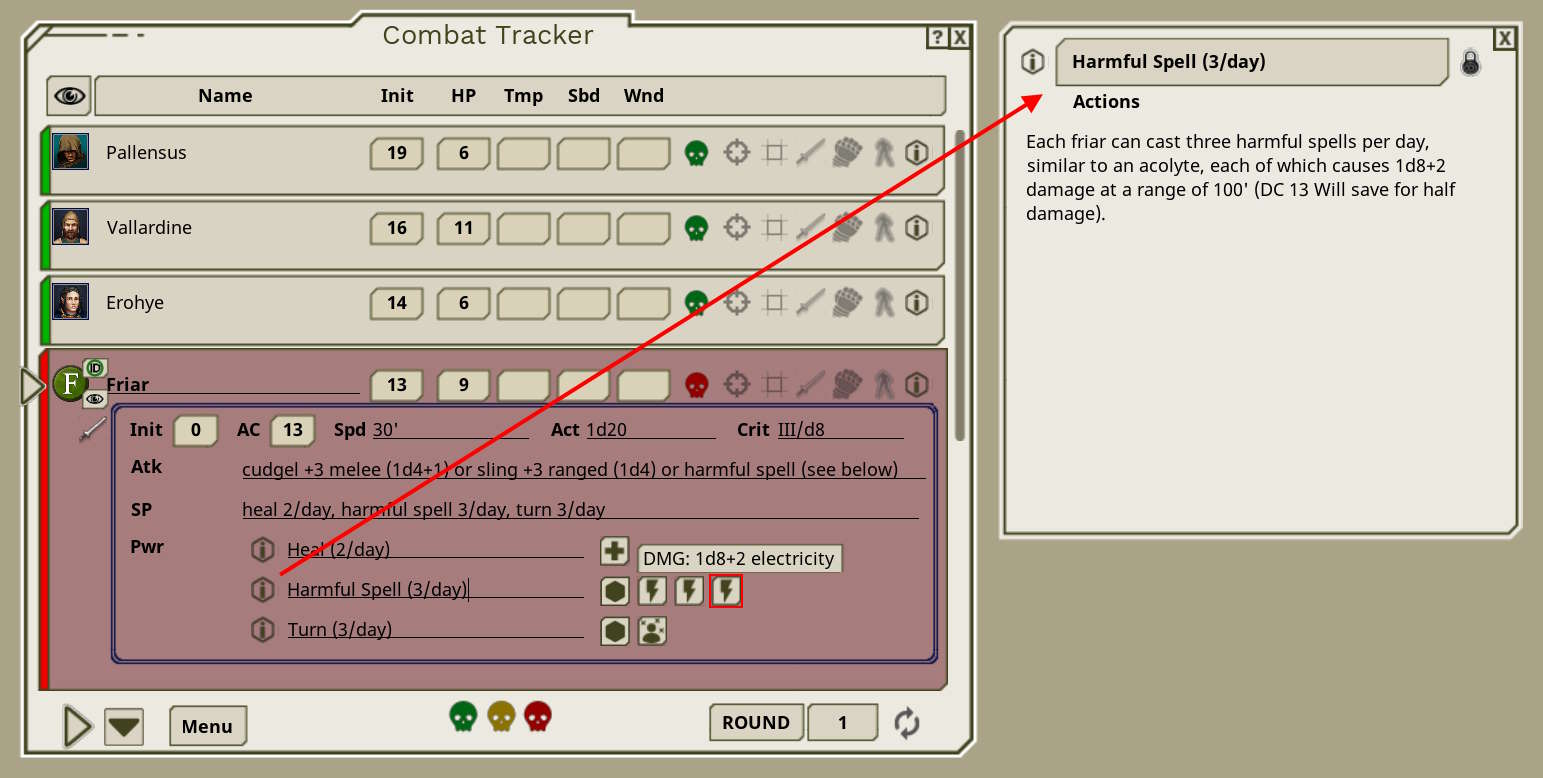 Combat Tracker
? X
Name Init HP Tmp Sbd Wnd
Pallensus 19 6
Vallardine 16 11
Erohye 14 6
F ID Friar 13 9
Init 0 AC 13 Spd 30' Act 1d20 Crit III/d8
Atk cudgel +3 melee (1d4+1) or sling +3 ranged (1d4) or harmful spell (see below)
SP heal 2/day, harmful spell 3/day, turn 3/day
Pwr Heal (2/day)
DMG: 1d8+2 electricity
Harmful Spell (3/day)
Turn (3/day)
Menu ROUND 1
X
Harmful Spell (3/day)
Actions
Each friar can cast three harmful spells per day,
similar to an acolyte, each of which causes 1d8+2
damage at a range of 100' (DC 13 Will save for half
damage).